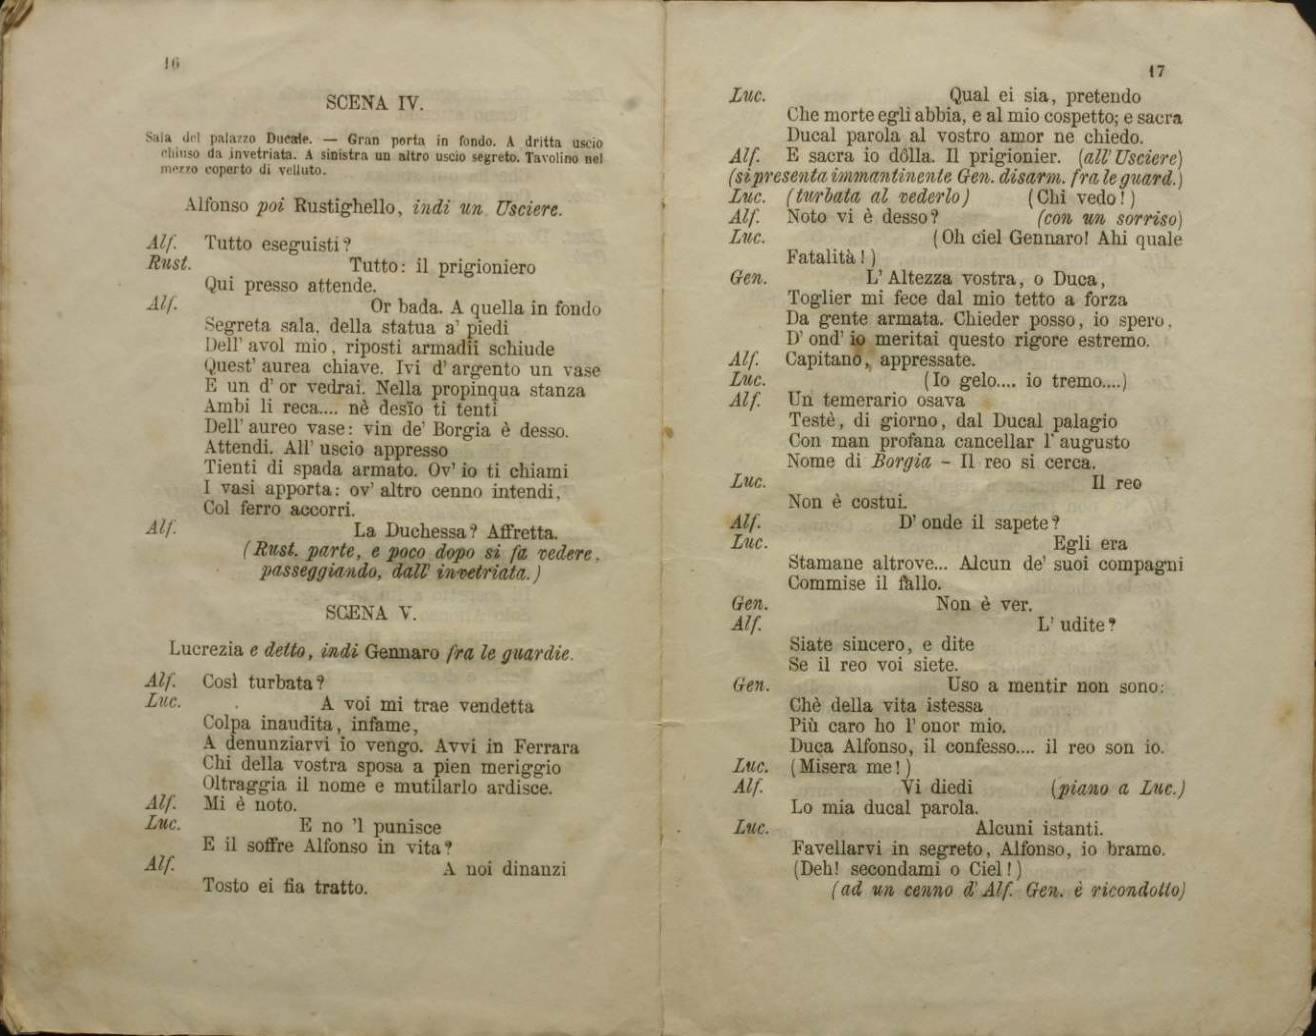 16
SCENA IV.
Sala del palazzo Ducale. — Gran porta in fondo. A dritta uscio
chiuso da invetriata. A sinistra un altro uscio segreto. Tavolino nel
mezzo coperto di velluto.
Alfonso poi Rustighello, indi un Usciere.
Alf. Tutto eseguisti?
Rust. Tutto: il prigioniero
Qui presso attende.
Alf. Or bada. A quella in fondo
Segreta sala, della statua a' piedi
Dell' avol mio, riposti armadii schiude
Quest' aurea chiave. Ivi d' argento un vase
E un d' or vedrai. Nella propinqua stanza
Ambi li reca.... nè desìo ti tenti
Dell' aureo vase: vin de' Borgia è desso.
Attendi. All' uscio appresso
Tienti di spada armato. Ov' io ti chiami
I vasi apporta: ov' altro cenno intendi,
Col ferro accorri.
Alf. La Duchessa? Affretta.
(Rust. parte, e poco dopo si fa vedere,
passeggiando, dall' invetriata.)
SCENA V.
Lucrezia e detto, indi Gennaro fra le guardie.
Alf. Così turbata?
Luc. A voi mi trae vendetta
Colpa inaudita, infame,
A denunziarvi io vengo. Avvi in Ferrara
Chi della vostra sposa a pien meriggio
Oltraggia il nome e mutilarlo ardisce.
Alf. Mi è noto.
Luc. E no 'l punisce
E il soffre Alfonso in vita?
Alf. A noi dinanzi
Tosto ei fia tratto.
17
Luc. Qual ei sia, pretendo
Che morte egli abbia, e al mio cospetto; e sacra
Ducal parola al vostro amor ne chiedo.
Alf. E sacra io dôlla. Il prigionier. (all' Usciere)
(si presenta immantinente Gen. disarm. fra le guard.)
Luc. (turbata al vederlo) (Chi vedo!)
Alf. Noto vi è desso? (con un sorriso)
Luc. (Oh ciel Gennaro! Ahi quale
Fatalità!)
Gen. L' Altezza vostra, o Duca,
Toglier mi fece dal mio tetto a forza
Da gente armata. Chieder posso, io spero,
D' ond' io meritai questo rigore estremo.
Alf. Capitano, appressate.
Luc. (Io gelo.... io tremo....)
Alf. Un temerario osava
Testè, di giorno, dal Ducal palagio
Con man profana cancellar l' augusto
Nome di Borgia – Il reo si cerca.
Luc. Il reo
Non è costui.
Alf. D' onde il sapete?
Luc. Egli era
Stamane altrove... Alcun de' suoi compagni
Commise il fallo.
Gen. Non è ver.
Alf. L' udite?
Siate sincero, e dite
Se il reo voi siete.
Gen. Uso a mentir non sono:
Chè della vita istessa
Più caro ho l' onor mio.
Duca Alfonso, il confesso.... il reo son io.
Luc. (Misera me!)
Alf. Vi diedi (piano a Luc.)
Lo mia ducal parola.
Luc. Alcuni istanti.
Favellarvi in segreto, Alfonso, io bramo.
(Deh! secondami o Ciel!)
(ad un cenno d' Alf. Gen. è ricondotto)